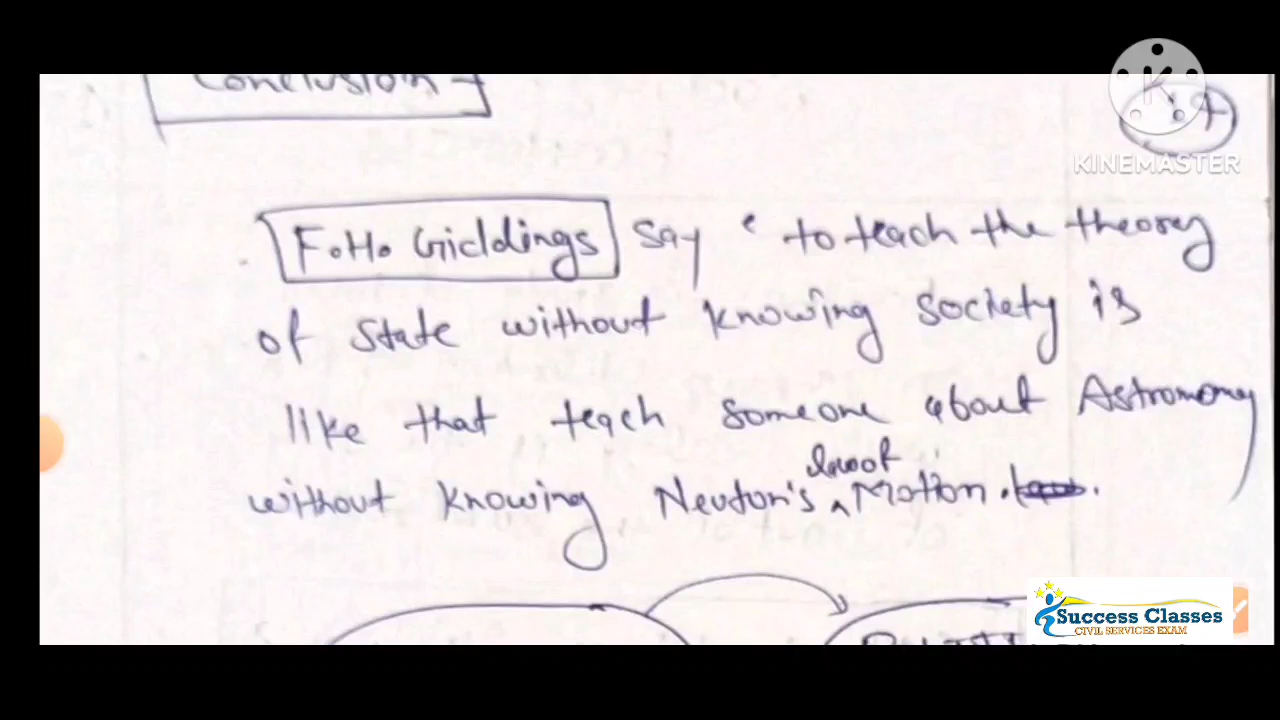 Conclusion
K
KINEMASTER
F.H. Giddings say “to teach the theory
of State without knowing society is
like that teach someone about Astronomy
law of
without knowing Neuton's ^ Motion.
Success Classes
CIVIL SERVICES EXAM